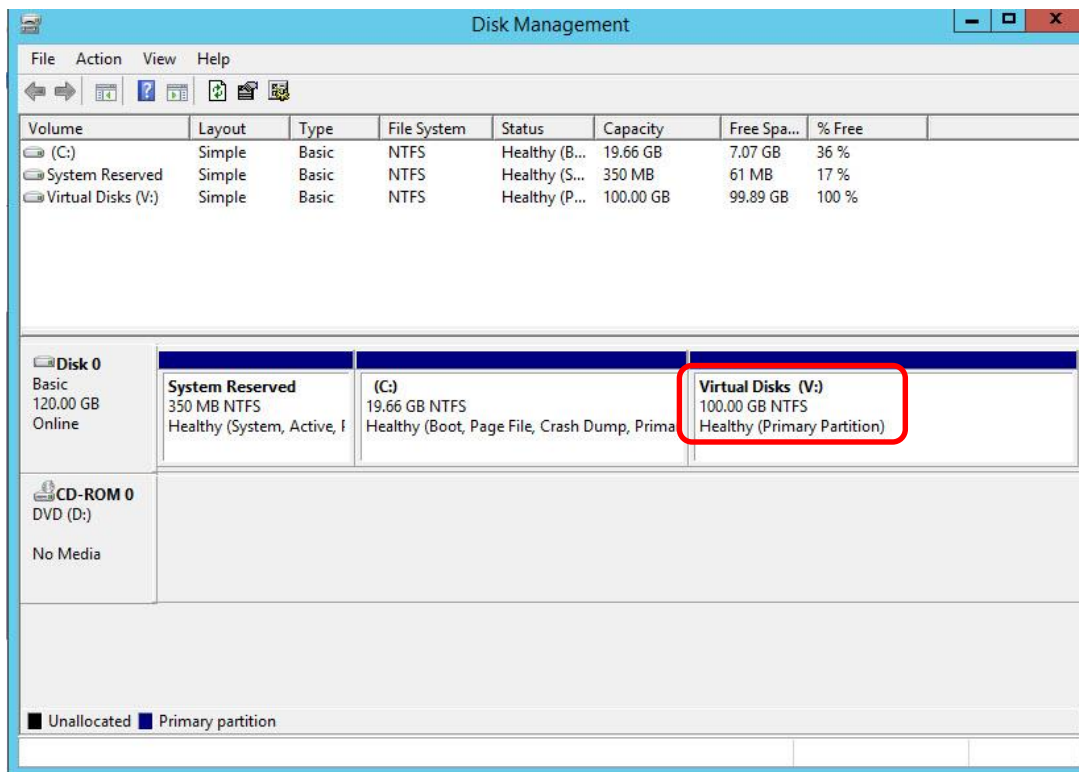 Disk Management
File Action View Help
Volume Layout Type File System Status Capacity Free Spa... % Free
(C:) Simple Basic NTFS Healthy (B... 19.66 GB 7.07 GB 36 %
System Reserved Simple Basic NTFS Healthy (S... 350 MB 61 MB 17 %
Virtual Disks (V:) Simple Basic NTFS Healthy (P... 100.00 GB 99.89 GB 100 %
Disk 0
Basic
120.00 GB
Online
System Reserved
350 MB NTFS
Healthy (System, Active, F
(C:)
19.66 GB NTFS
Healthy (Boot, Page File, Crash Dump, Prima
Virtual Disks (V:)
100.00 GB NTFS
Healthy (Primary Partition)
CD-ROM 0
DVD (D:)
No Media
Unallocated Primary partition